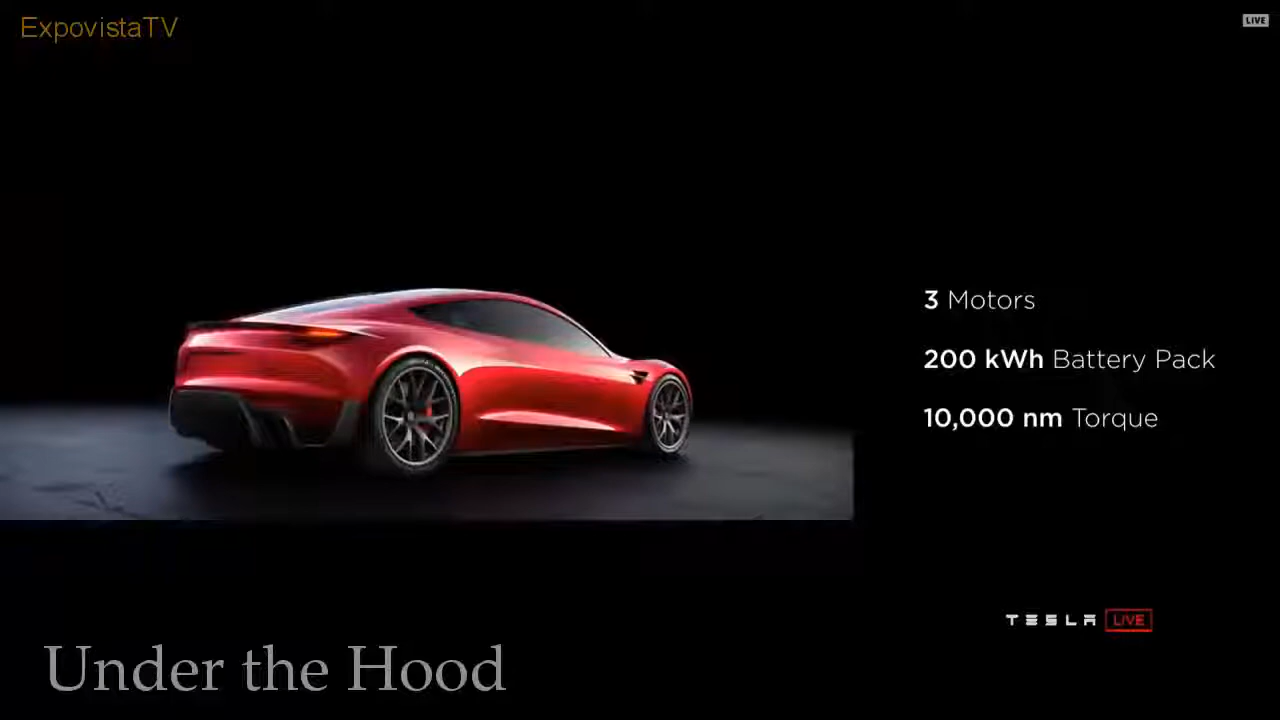 ExpovistaTV
LIVE
3 Motors
200 kWh Battery Pack
10,000 nm Torque
TESLA LIVE
Under the Hood